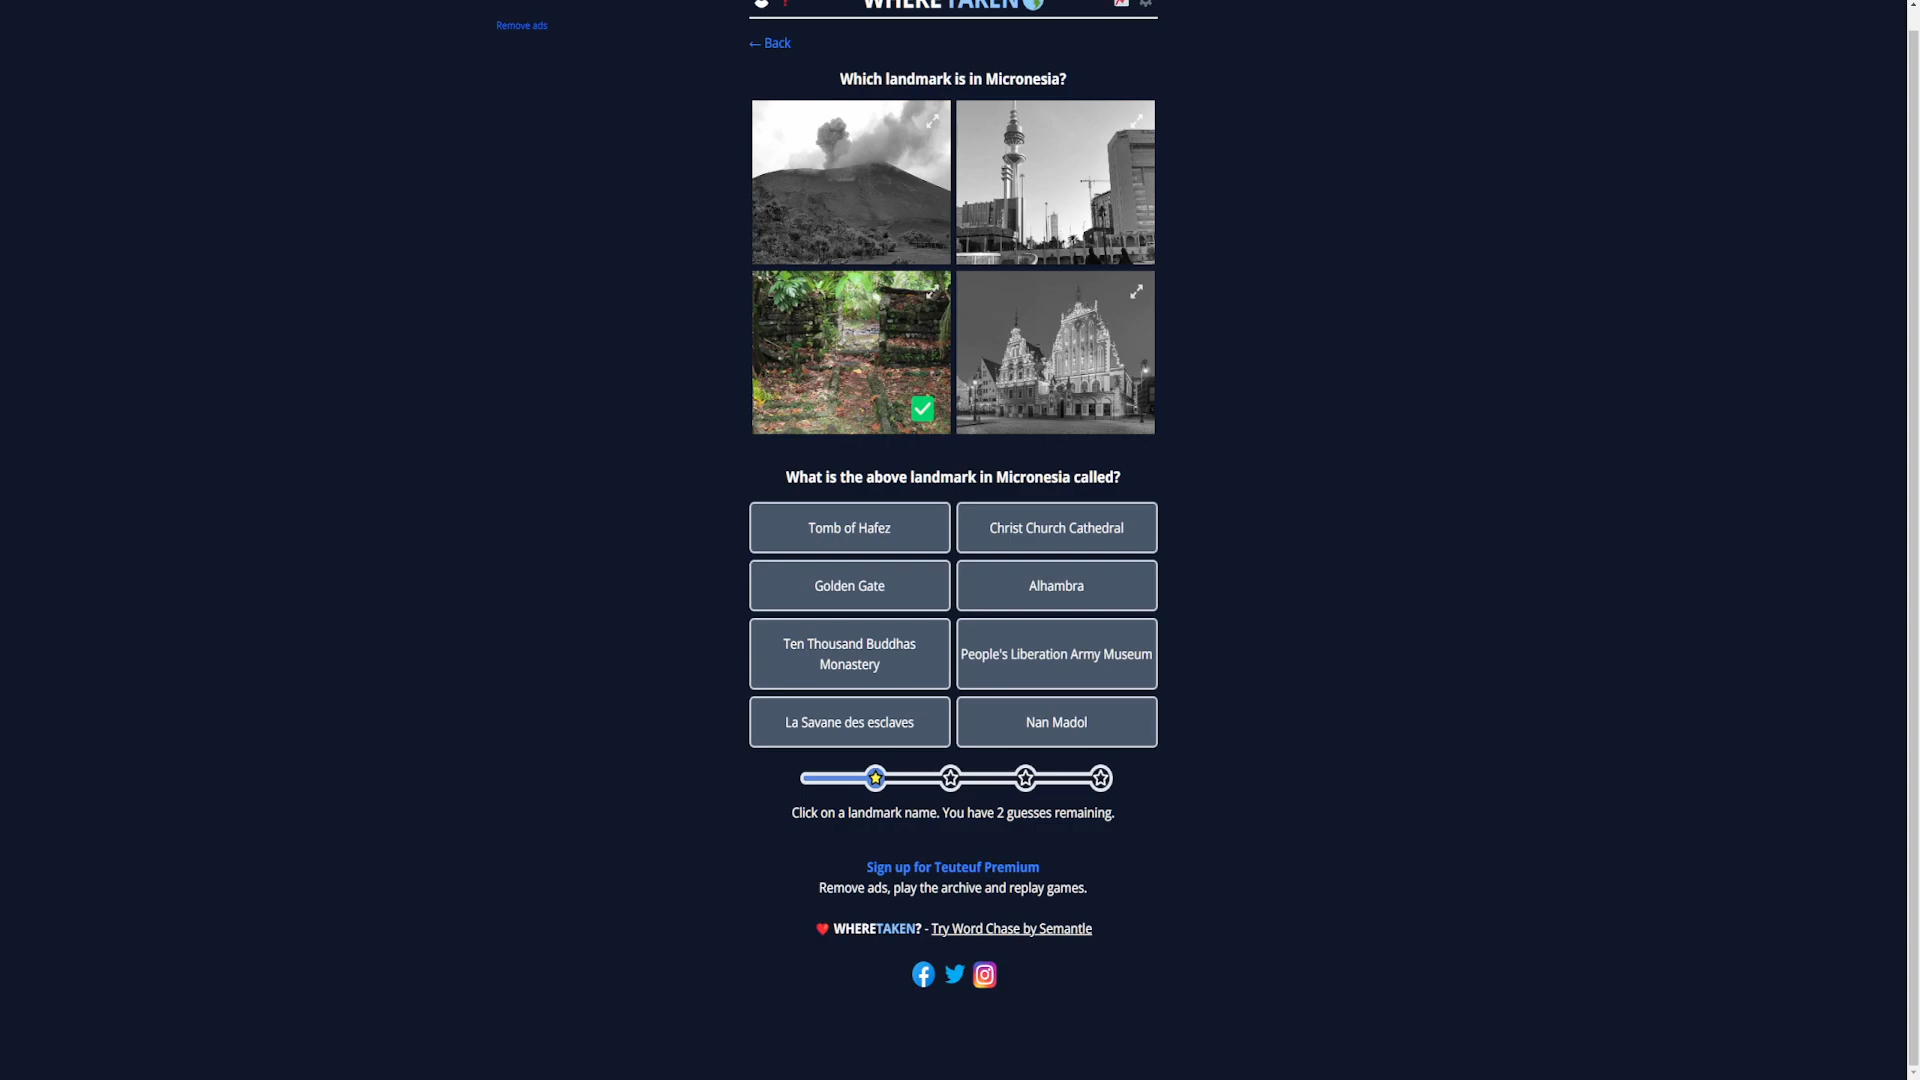 Remove ads
WHERETAKEN
← Back
Which landmark is in Micronesia?
What is the above landmark in Micronesia called?
Tomb of Hafez
Christ Church Cathedral
Golden Gate
Alhambra
Ten Thousand Buddhas
Monastery
People's Liberation Army Museum
La Savane des esclaves
Nan Madol
Click on a landmark name. You have 2 guesses remaining.
Sign up for Teuteuf Premium
Remove ads, play the archive and replay games.
WHERETAKEN? - Try Word Chase by Semantle